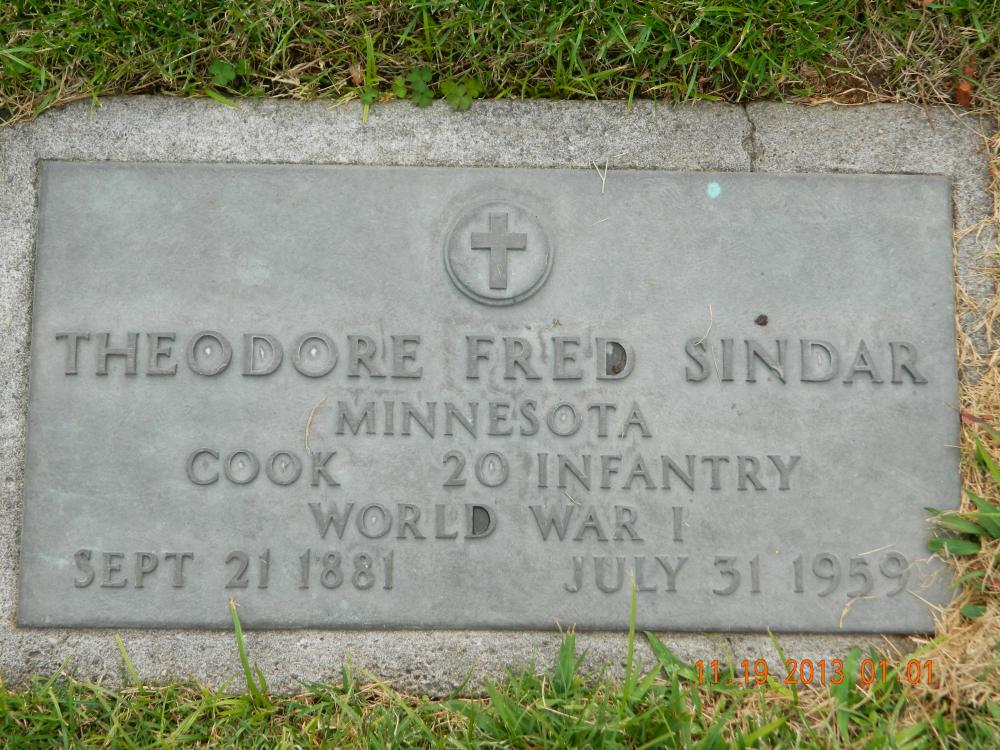 THEODORE FRED SINDAR
MINNESOTA
COOK 20 INFANTRY
WORLD WAR I
SEPT 21 1881 JULY 31 1959
11.19.2013 01:01